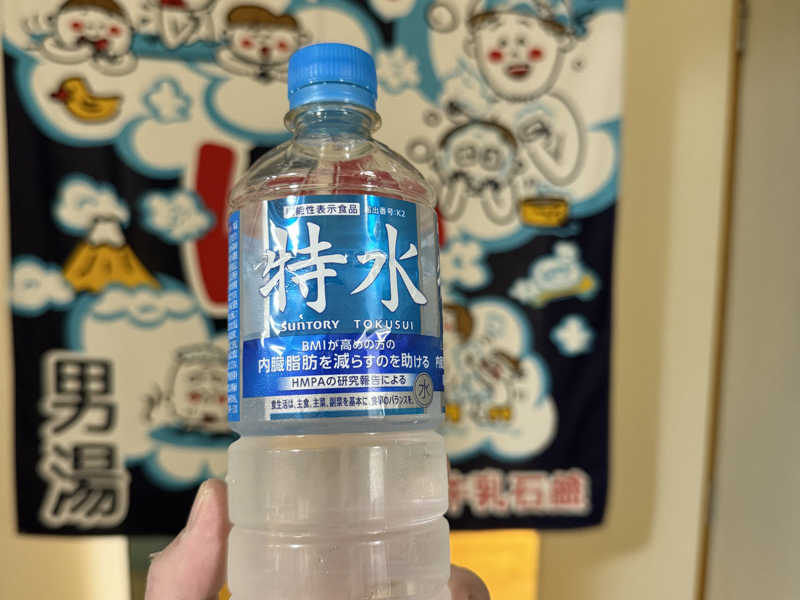 機能性表示食品 届出番号:K2
特水
SUNTORY TOKUSUI
BMIが高めの方の
内臓脂肪を減らすのを助ける
HMPAの研究報告による
水
食生活は、主食、主菜、副菜を基本に、食事のバランスを。
男湯
乳石鹸